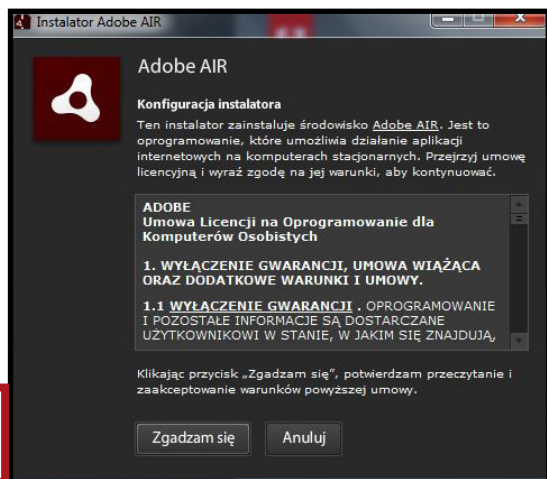 Instalator Adobe AIR
Adobe AIR
Konfiguracja instalatora
Ten instalator zainstaluje środowisko Adobe AIR. Jest to
oprogramowanie, które umożliwia działanie aplikacji
internetowych na komputerach stacjonarnych. Przejrzyj umowę
licencyjną i wyraź zgodę na jej warunki, aby kontynuować.
ADOBE
Umowa Licencji na Oprogramowanie dla
Komputerów Osobistych
1. WYŁĄCZENIE GWARANCJI, UMOWA WIĄŻĄCA
ORAZ DODATKOWE WARUNKI I UMOWY.
1.1 WYŁĄCZENIE GWARANCJI . OPROGRAMOWANIE
I POZOSTAŁE INFORMACJE SĄ DOSTARCZANE
UŻYTKOWNIKOWI W STANIE, W JAKIM SIĘ ZNAJDUJĄ,
Klikając przycisk „Zgadzam się”, potwierdzam przeczytanie i
zaakceptowanie warunków powyższej umowy.
Zgadzam się Anuluj